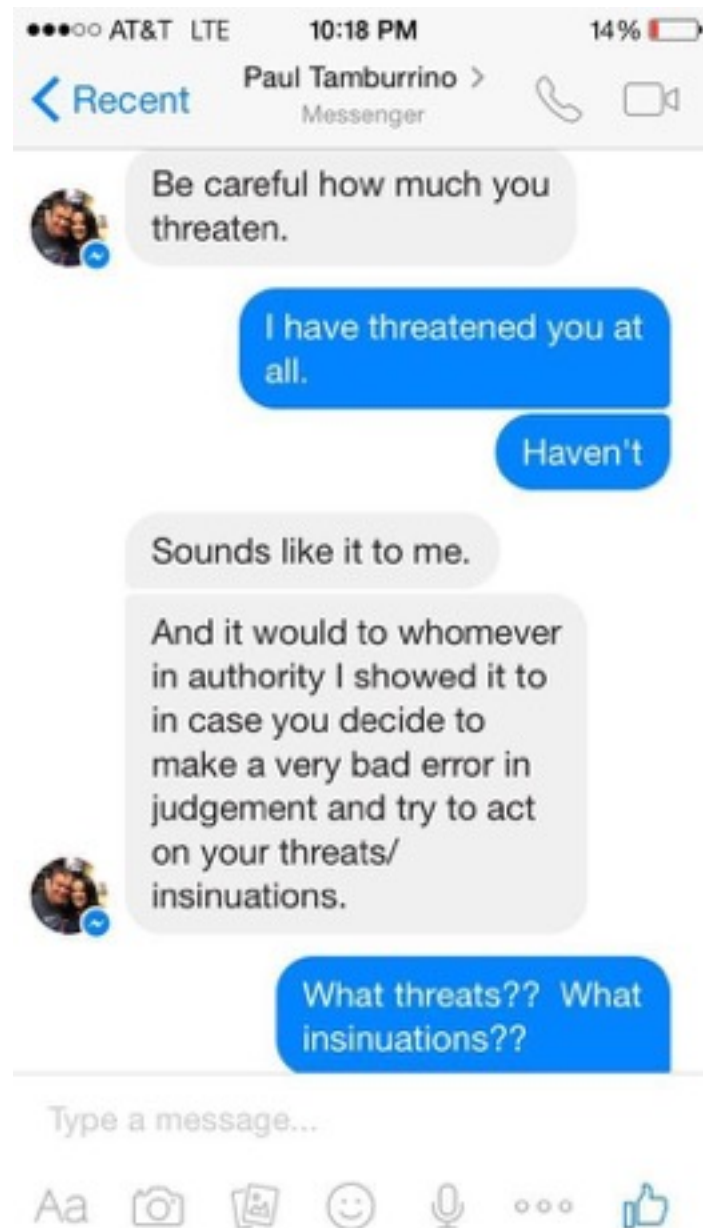 AT&T LTE 10:18 PM 14%
Recent
Paul Tamburrino >
Messenger
Be careful how much you
threaten.
I have threatened you at
all.
Haven't
Sounds like it to me.
And it would to whomever
in authority I showed it to
in case you decide to
make a very bad error in
judgement and try to act
on your threats/
insinuations.
What threats?? What
insinuations??
Type a message...
Aa